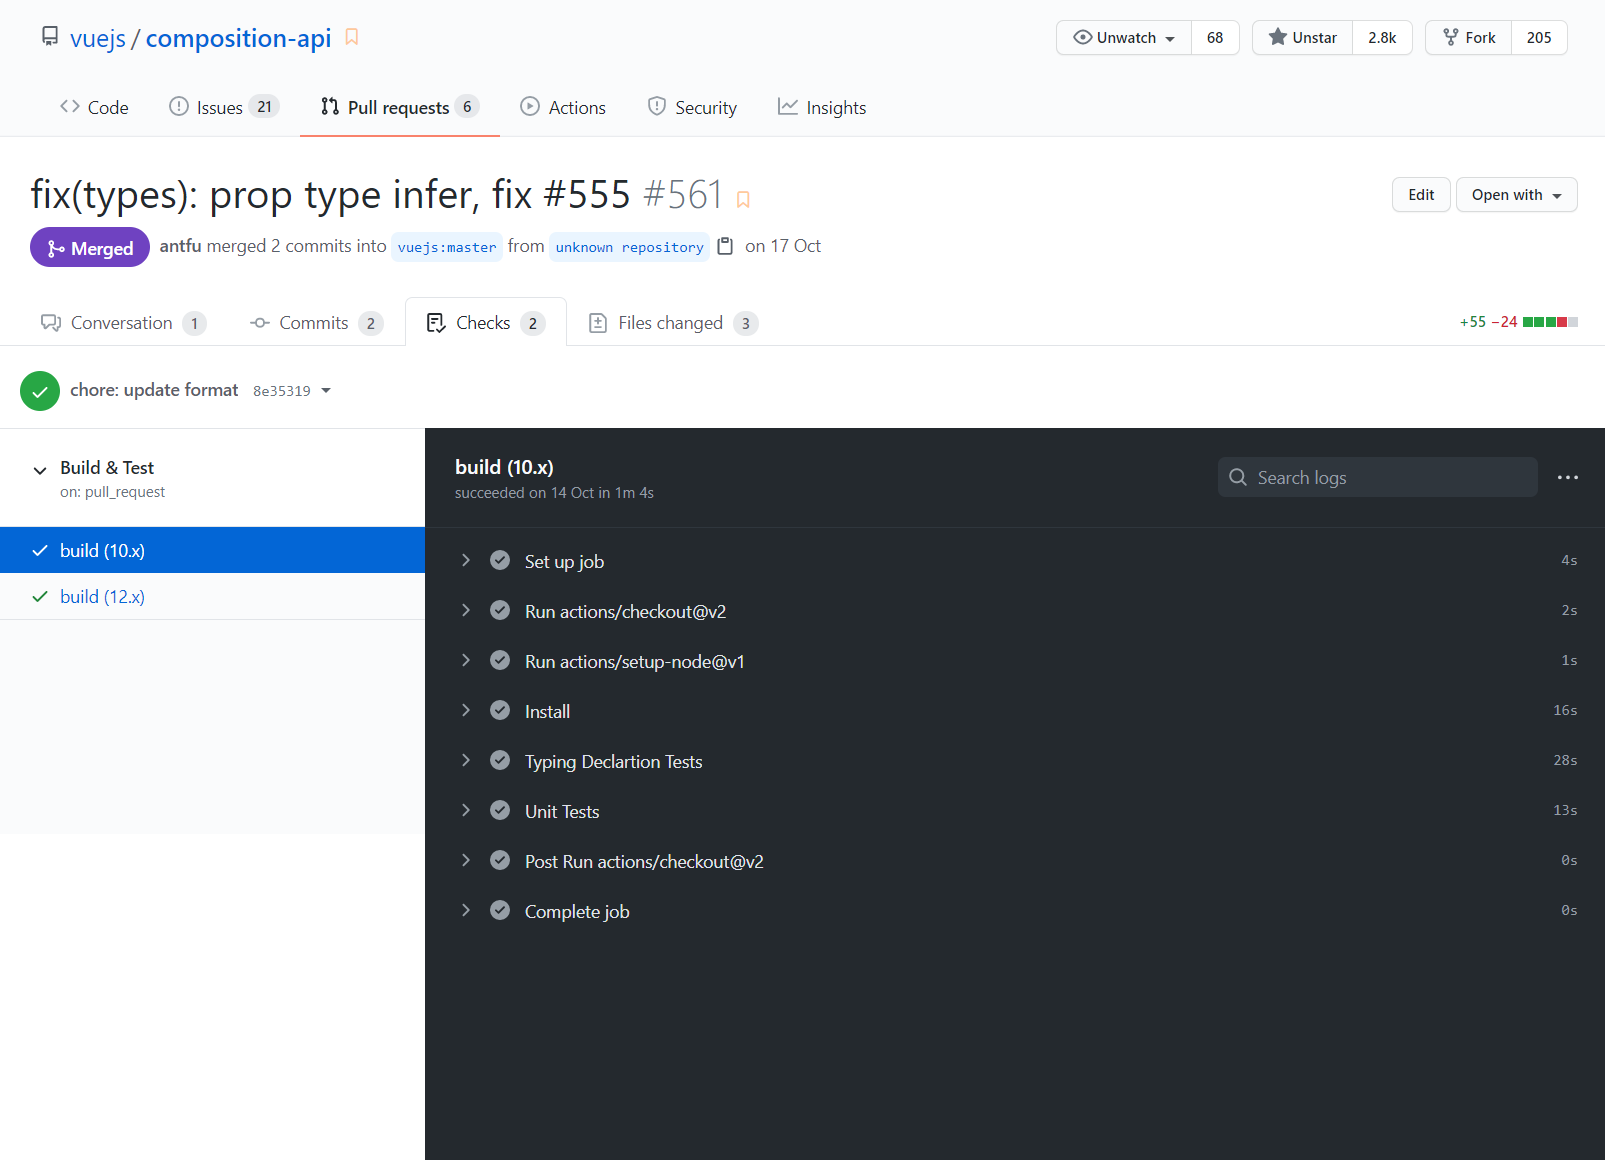 vuejs / composition-api
Unwatch 68 Unstar 2.8k Fork 205
Code Issues 21 Pull requests 6 Actions Security Insights
fix(types): prop type infer, fix #555 #561
Edit Open with
Merged antfu merged 2 commits into vuejs:master from unknown repository on 17 Oct
Conversation 1 Commits 2 Checks 2 Files changed 3 +55 −24
chore: update format 8e35319
Build & Test
on: pull_request
build (10.x)
build (12.x)
build (10.x)
succeeded on 14 Oct in 1m 4s
Search logs
Set up job 4s
Run actions/checkout@v2 2s
Run actions/setup-node@v1 1s
Install 16s
Typing Declartion Tests 28s
Unit Tests 13s
Post Run actions/checkout@v2 0s
Complete job 0s